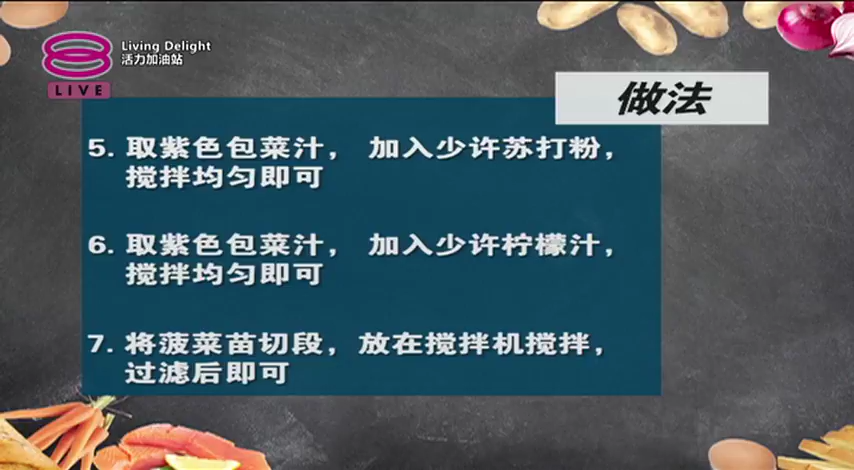 Living Delight
活力加油站
LIVE
做法
5. 取紫色包菜汁， 加入少许苏打粉，
搅拌均匀即可
6. 取紫色包菜汁， 加入少许柠檬汁，
搅拌均匀即可
7. 将菠菜苗切段，放在搅拌机搅拌，
过滤后即可